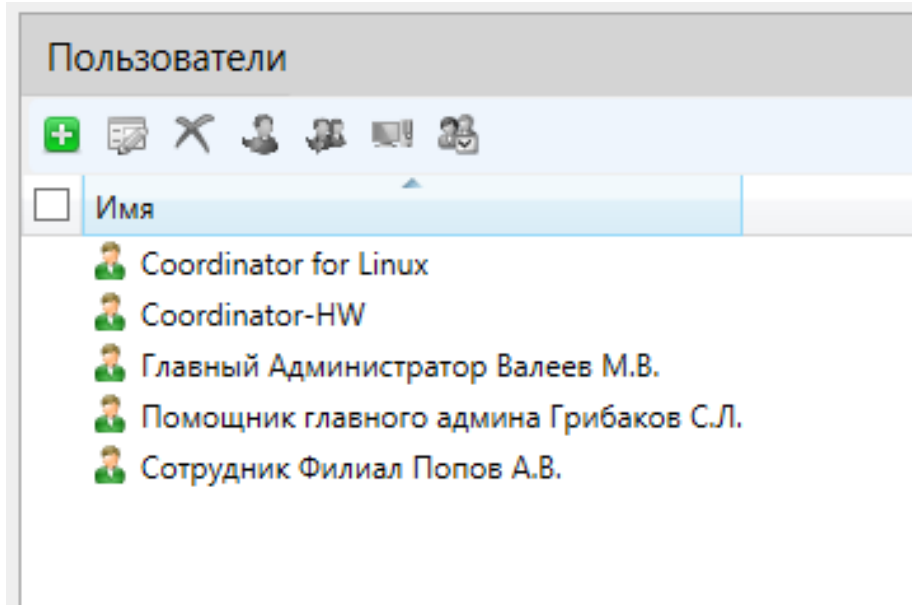 Пользователи
Имя
Coordinator for Linux
Coordinator-HW
Главный Администратор Валеев М.В.
Помощник главного админа Грибаков С.Л.
Сотрудник Филиал Попов А.В.